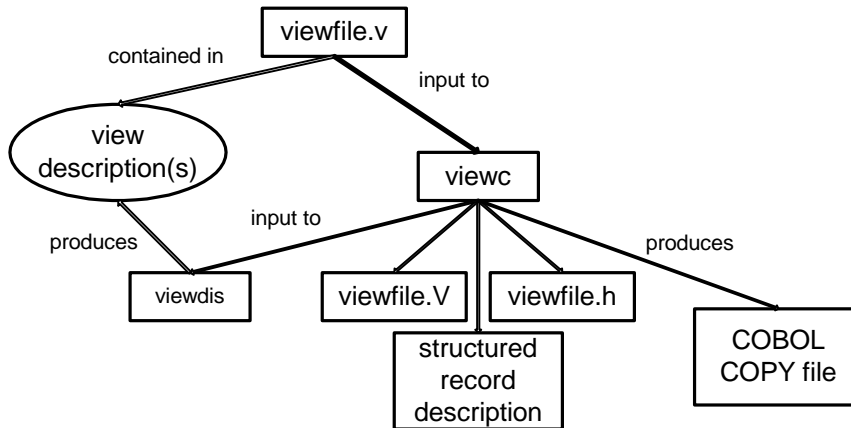 viewfile.v
contained in
input to
view
description(s)
viewc
input to
produces
produces
viewdis
viewfile.V
viewfile.h
structured
record
description
COBOL
COPY file